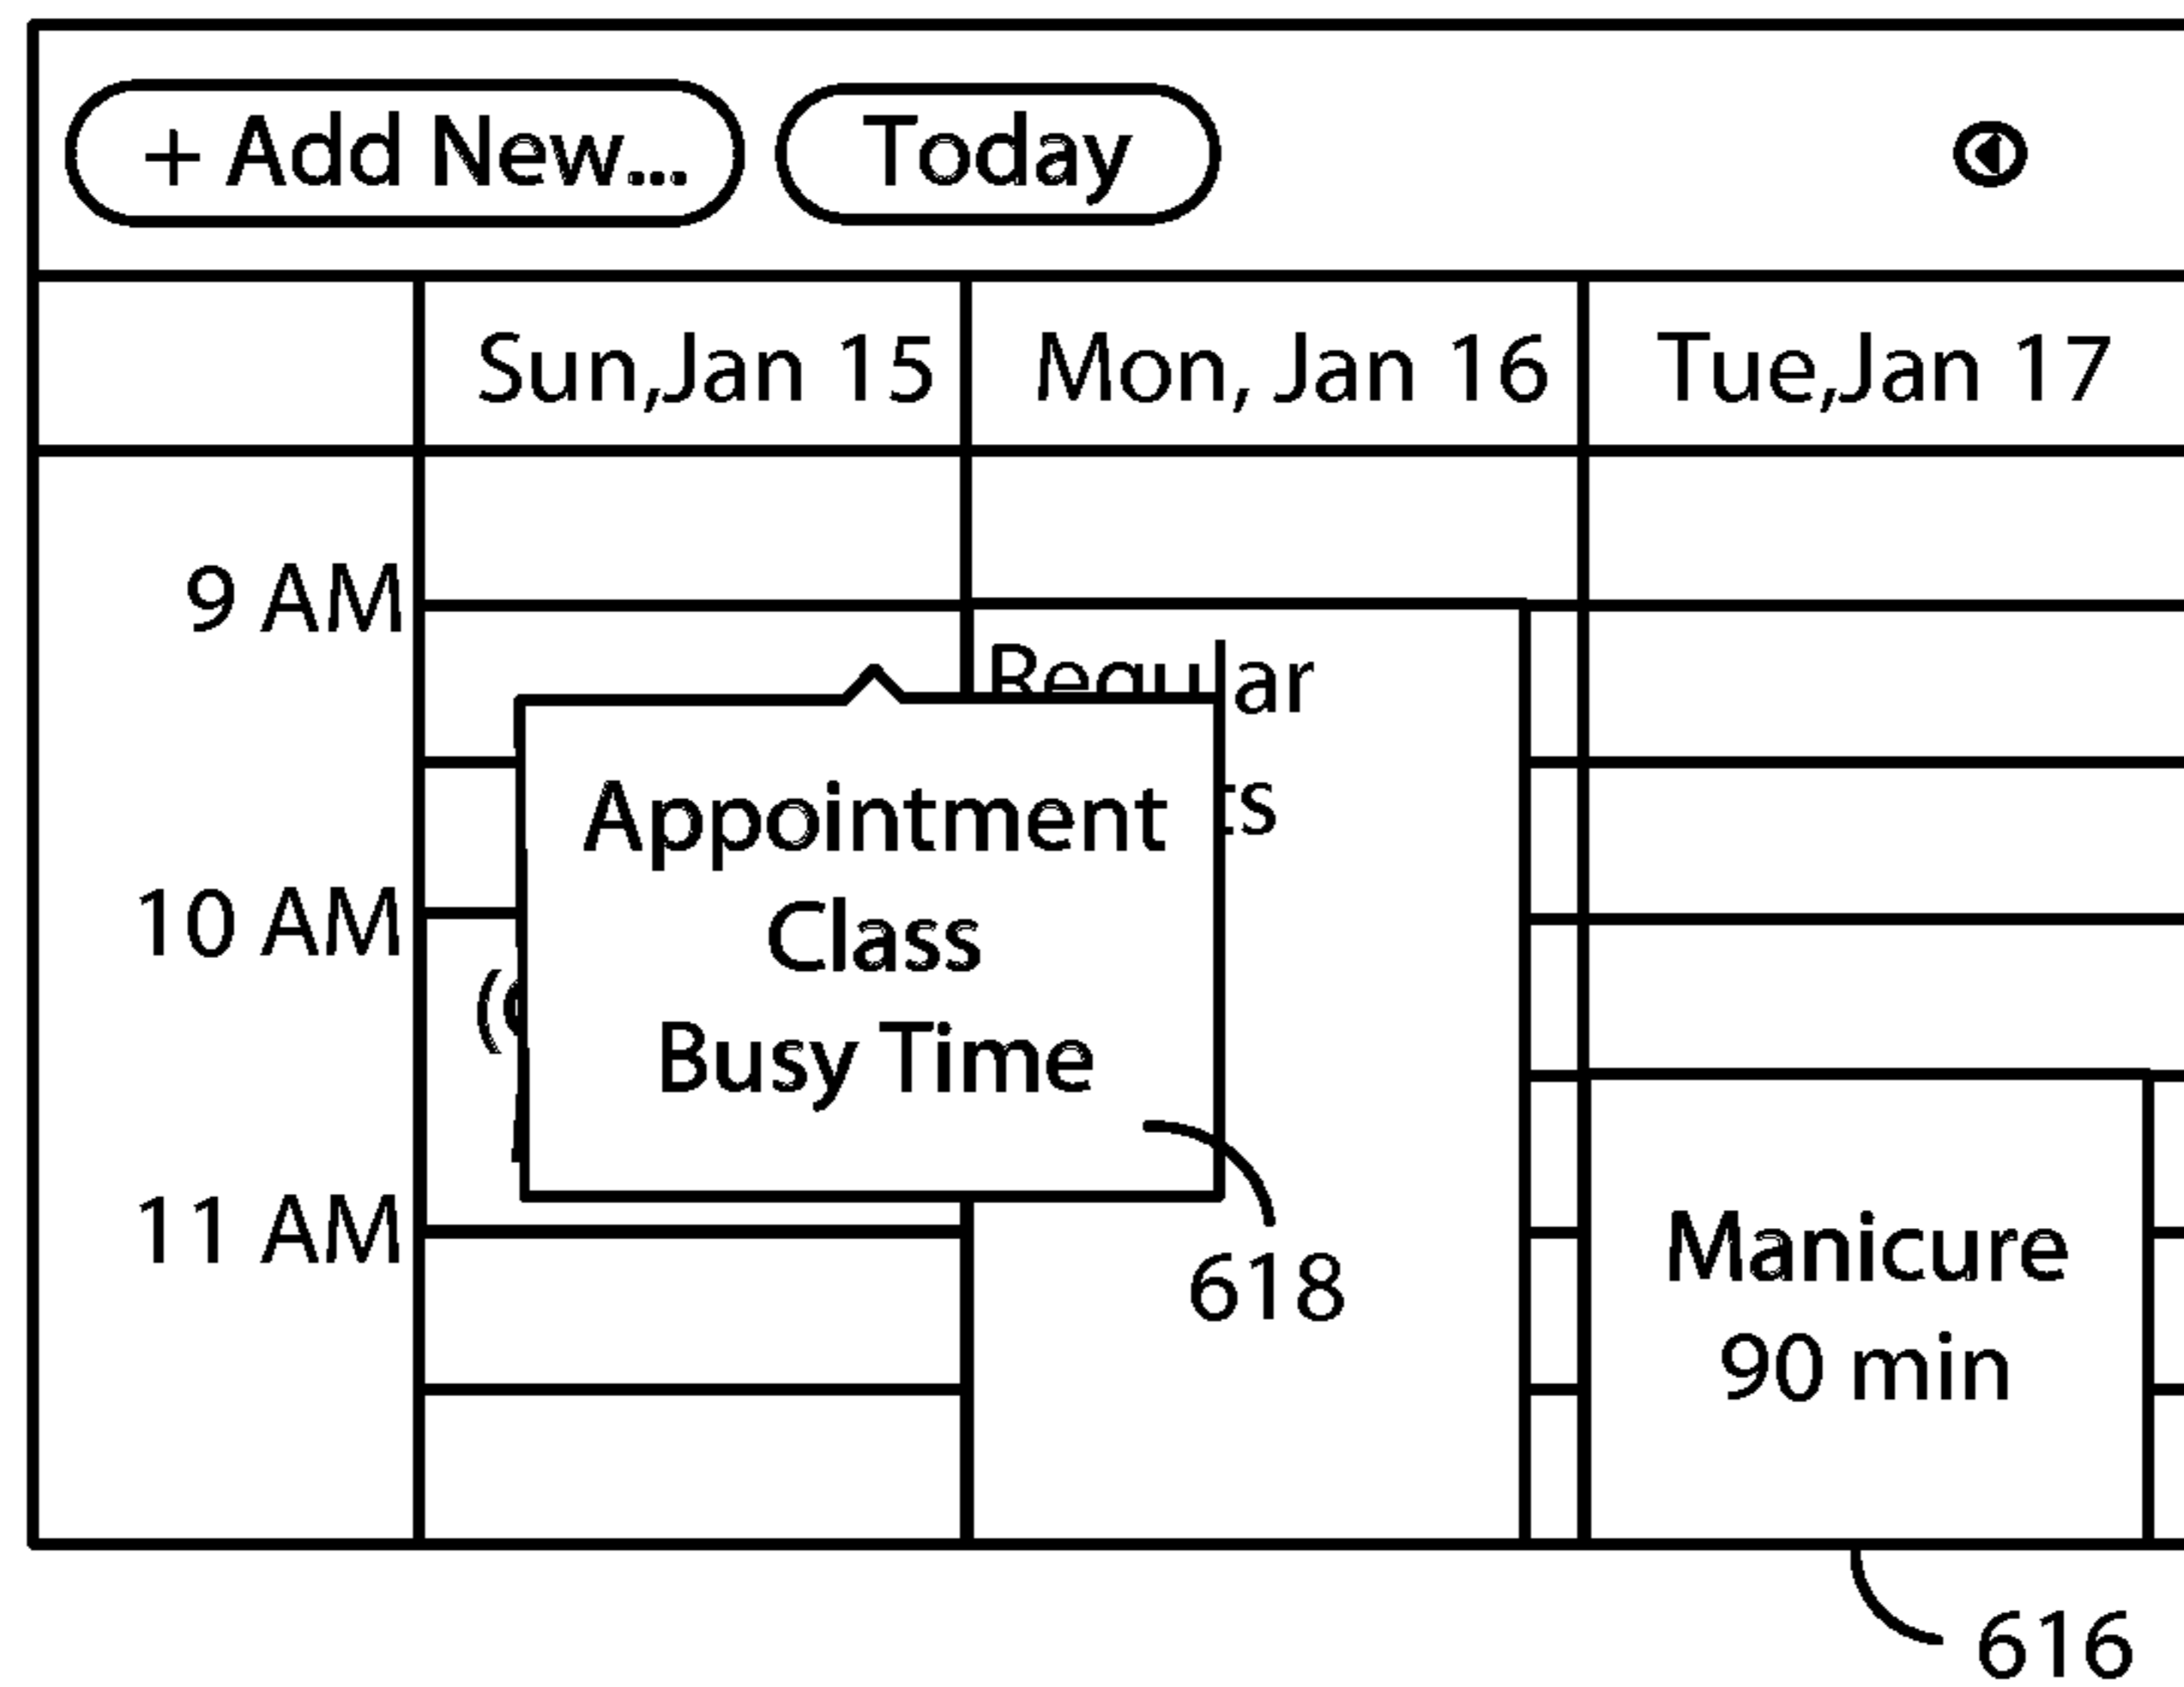 + Add New... Today
Sun,Jan 15 Mon, Jan 16 Tue,Jan 17
9 AM
Regular
Appointment
Class
10 AM
Busy Time
11 AM
618
Manicure
90 min
616